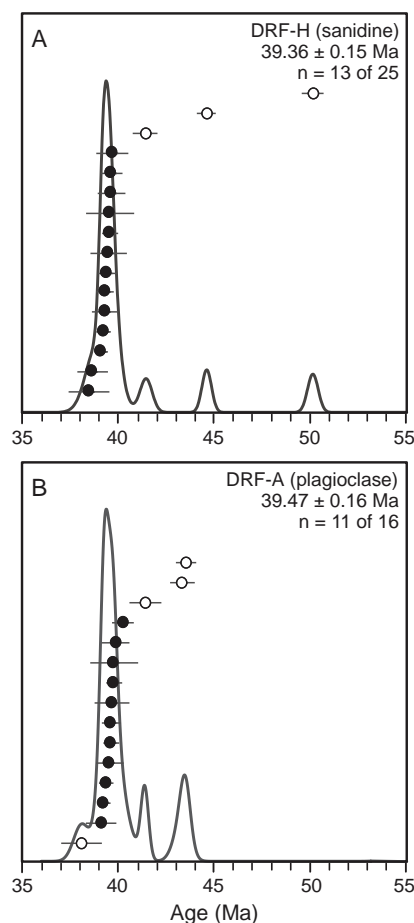 A
DRF-H (sanidine)
39.36 ± 0.15 Ma
n = 13 of 25
35 40 45 50 55
B
DRF-A (plagioclase)
39.47 ± 0.16 Ma
n = 11 of 16
35 40 45 50 55
Age (Ma)